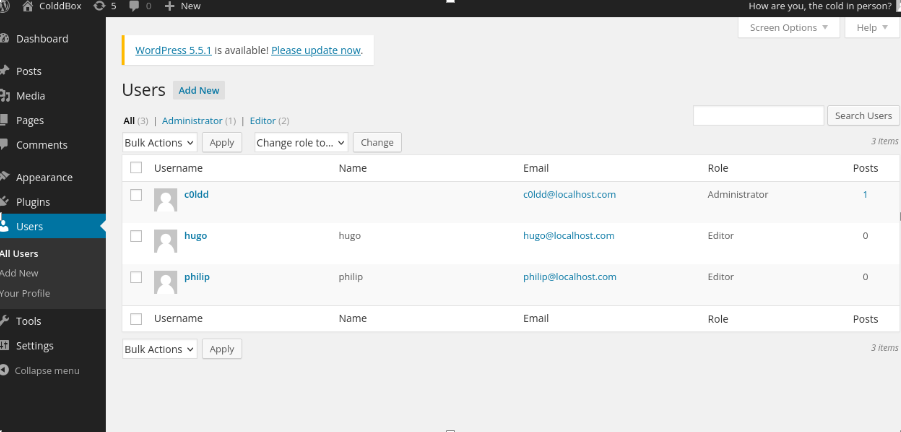 ColddBox 5 0 New How are you, the cold in person?
Screen Options Help
Dashboard
Posts
Media
Pages
Comments
Appearance
Plugins
Users
All Users
Add New
Your Profile
Tools
Settings
Collapse menu
WordPress 5.5.1 is available! Please update now.
Users Add New
All (3) | Administrator (1) | Editor (2)
Search Users
Bulk Actions Apply Change role to... Change 3 items
Username Name Email Role Posts
c0ldd c0ldd@localhost.com Administrator 1
hugo hugo hugo@localhost.com Editor 0
philip philip philip@localhost.com Editor 0
Username Name Email Role Posts
Bulk Actions Apply 3 items